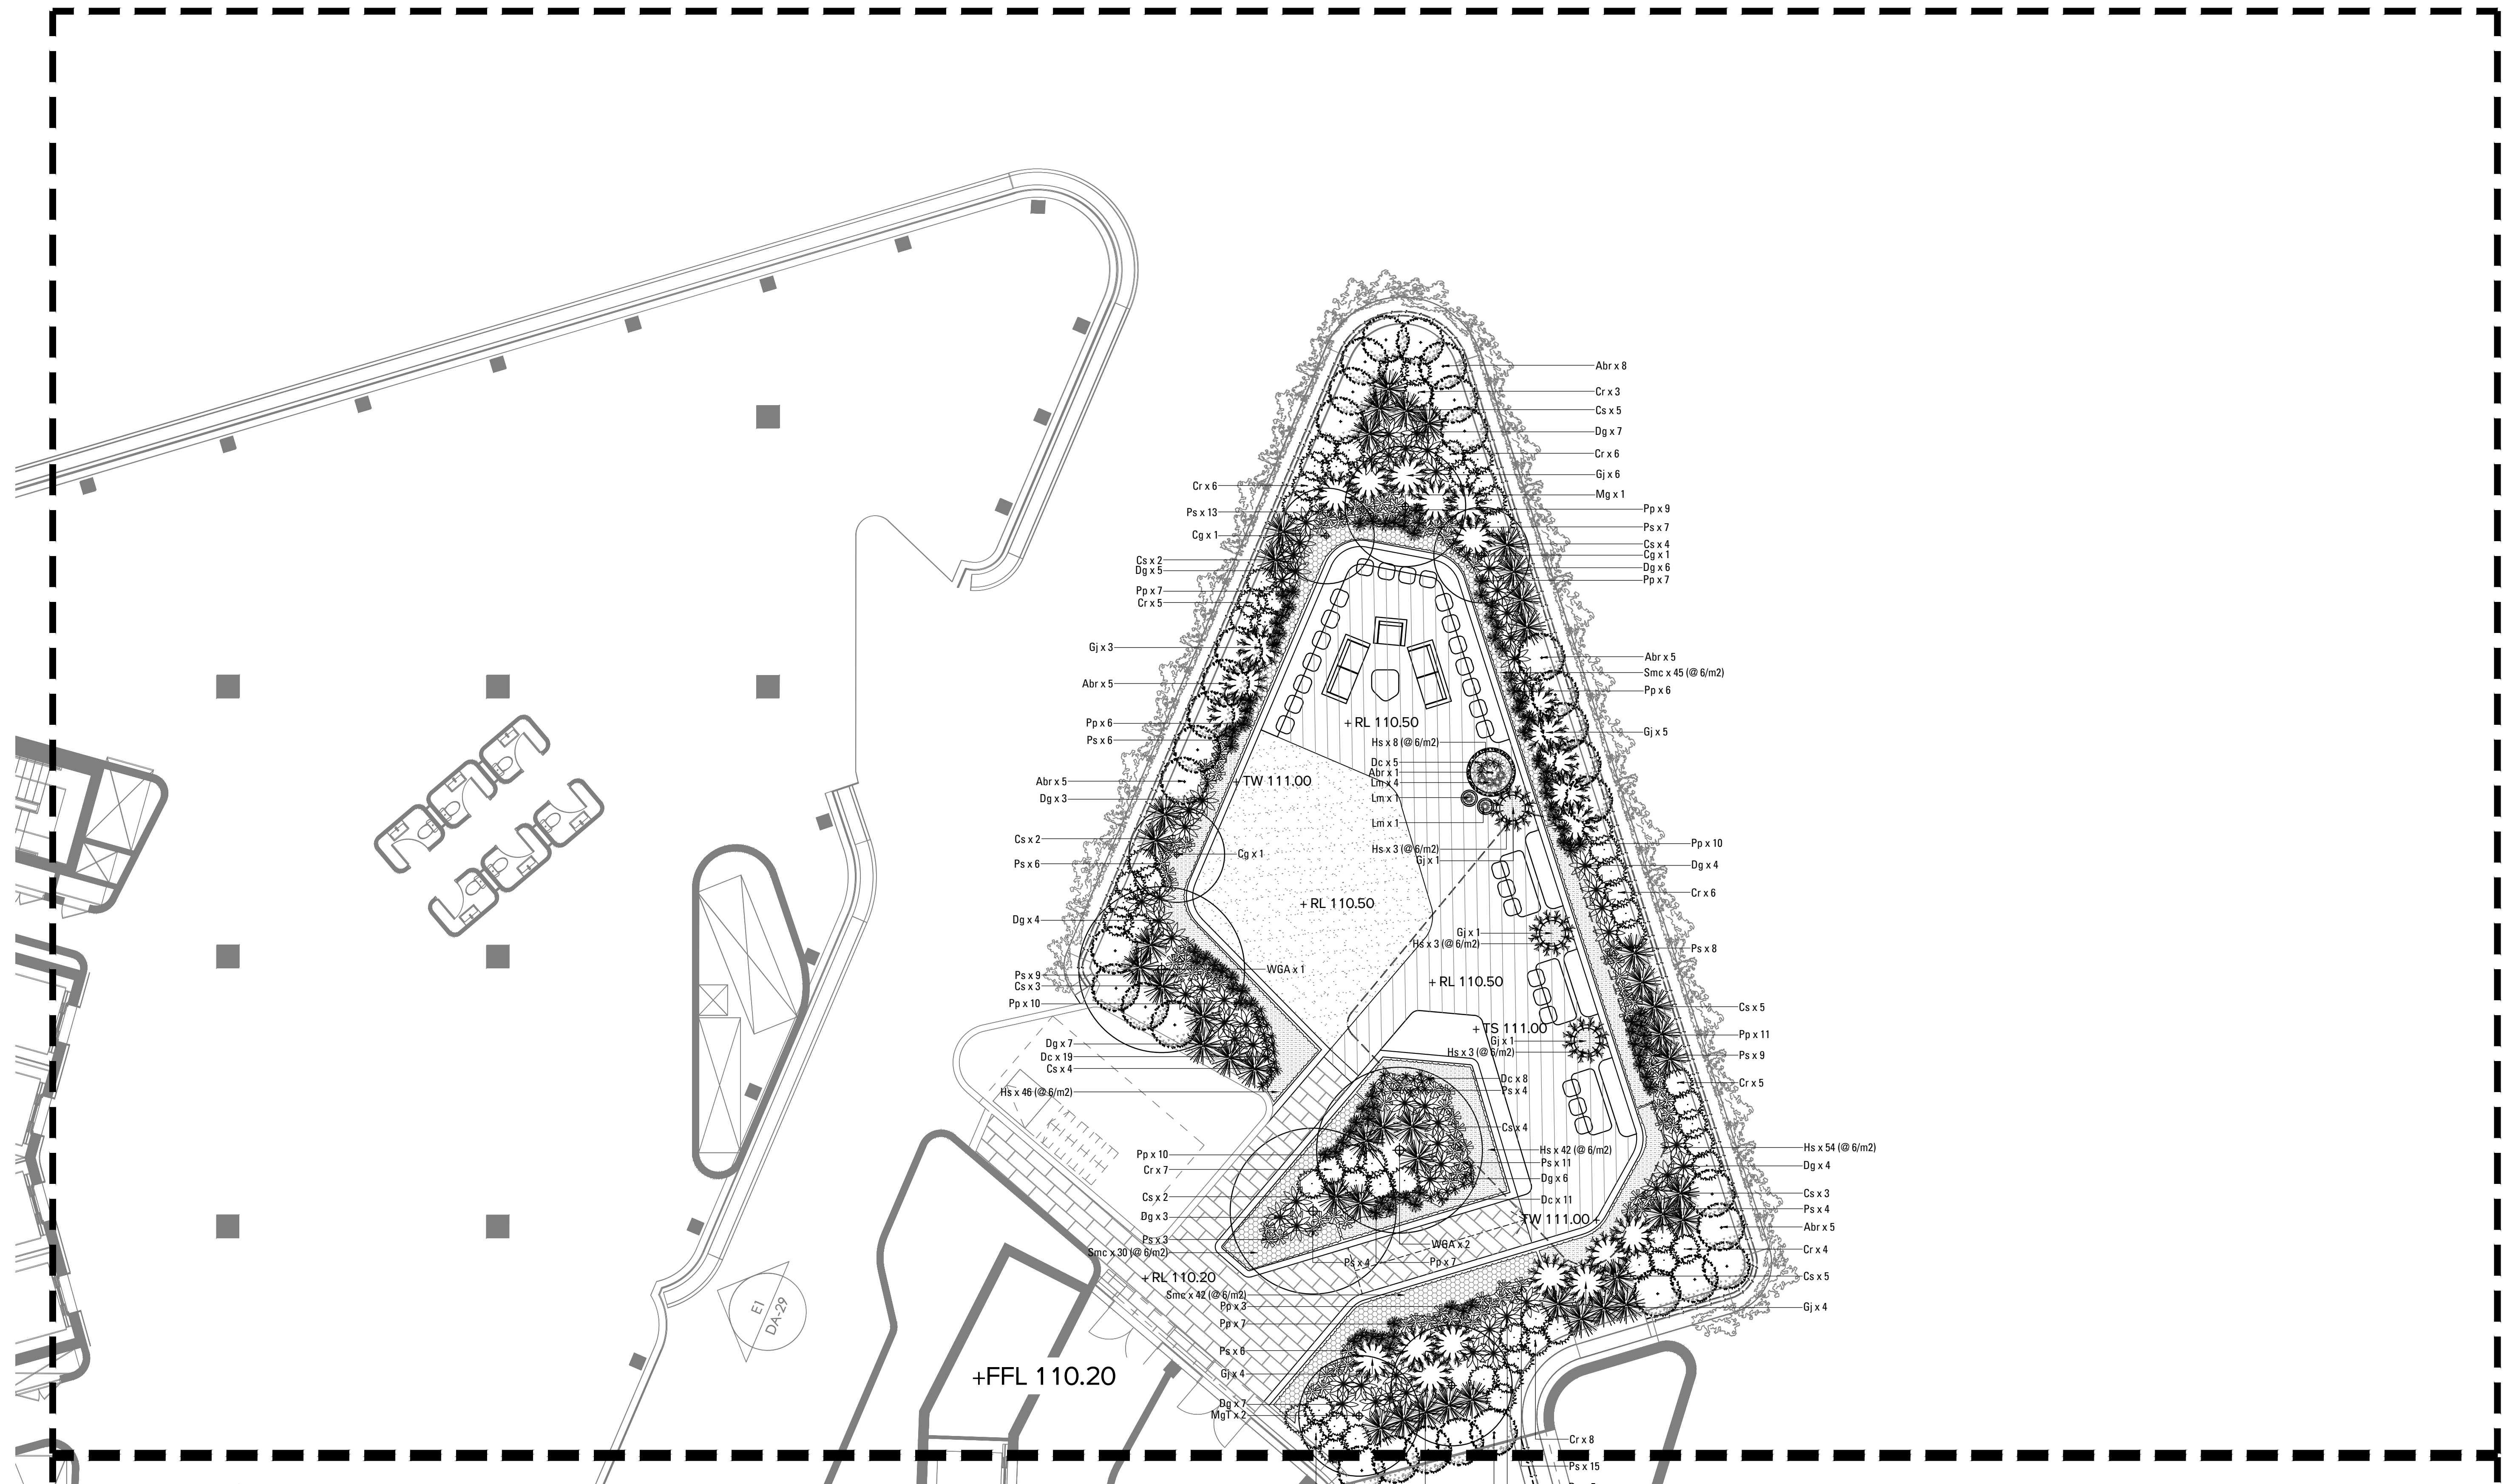 Abr x 8
Cr x 3
Cs x 5
Dg x 7
Cr x 6
Gj x 6
Mg x 1
Pp x 9
Ps x 7
Cs x 4
Cg x 1
Dg x 6
Pp x 7
Cr x 6
Ps x 13
Cg x 1
Cs x 2
Dg x 5
Pp x 7
Cr x 5
Gj x 3
Abr x 5
Pp x 6
Ps x 6
Abr x 5
Dg x 3
Cs x 2
Ps x 6
Dg x 4
Ps x 9
Cs x 3
Pp x 10
Dg x 7
Dc x 19
Cs x 4
Hs x 46 (@ 6/m2)
Abr x 5
Smc x 45 (@ 6/m2)
Pp x 6
Gj x 5
+ RL 110.50
Hs x 8 (@ 6/m2)
Dc x 5
Abr x 1
Lm x 4
Lm x 1
Lm x 1
+ TW 111.00
Hs x 3 (@ 6/m2)
Gj x 1
Cg x 1
+ RL 110.50
Gj x 1
Hs x 3 (@ 6/m2)
WGA x 1
+ RL 110.50
+ TS 111.00
Gj x 1
Hs x 3 (@ 6/m2)
Pp x 10
Dg x 4
Cr x 6
Ps x 8
Cs x 5
Pp x 11
Ps x 9
Cr x 5
Hs x 54 (@ 6/m2)
Dg x 4
Cs x 3
Ps x 4
Abr x 5
Cr x 4
Cs x 5
Gj x 4
Dc x 8
Ps x 4
Cs x 4
Hs x 42 (@ 6/m2)
Ps x 11
Dg x 6
Dc x 11
TW 111.00 +
WGA x 2
Ps x 4
Pp x 7
Pp x 10
Cr x 7
Cs x 2
Dg x 3
Ps x 3
Smc x 30 (@ 6/m2)
+ RL 110.20
Smc x 42 (@ 6/m2)
Pp x 3
Pp x 7
Ps x 6
Gj x 4
Dg x 7
MgT x 2
Cr x 8
Ps x 15
+FFL 110.20
E1
DA-29